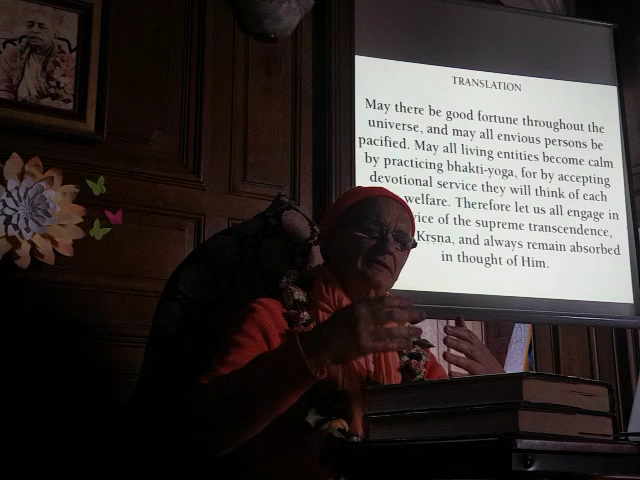 TRANSLATION
May there be good fortune throughout the
universe, and may all envious persons be
pacified. May all living entities become calm
by practicing bhakti-yoga, for by accepting
devotional service they will think of each
welfare. Therefore let us all engage in
of the supreme transcendence,
Kṛṣṇa, and always remain absorbed
in thought of Him.